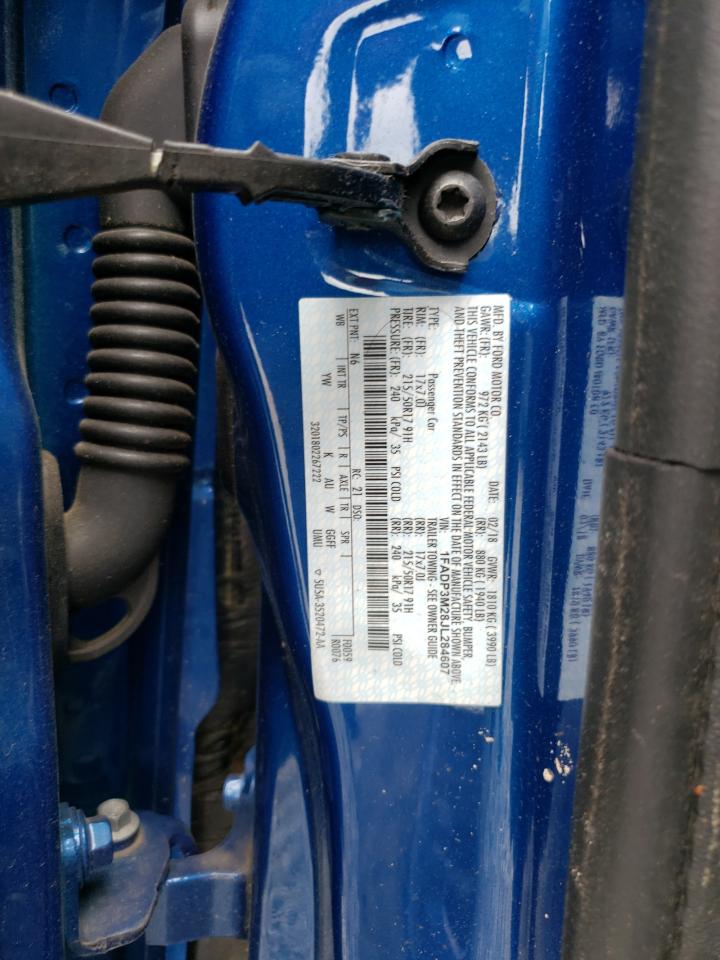 MFD. BY FORD MOTOR CO.
DATE: 02/18 GVWR: 1810 KG ( 3990 LB)
GAWR: (FR): 972 KG ( 2143 LB) (RR): 880 KG ( 1940 LB)
THIS VEHICLE CONFORMS TO ALL APPLICABLE FEDERAL MOTOR VEHICLE SAFETY, BUMPER,
AND THEFT PREVENTION STANDARDS IN EFFECT ON THE DATE OF MANUFACTURE SHOWN ABOVE.
VIN: 1FADP3M28JL284607
TYPE: Passenger Car TRAILER TOWING - SEE OWNER GUIDE
RIM: (FR): 17x7.0J (RR): 17x7.0J
TIRE: (FR): 215/50R17 91H (RR): 215/50R17 91H
PRESSURE: (FR): 240 kPa/ 35 PSI COLD (RR): 240 kPa/ 35 PSI COLD
EXT PNT: N6 RC: 21 DSO: F0059
WB INT TR TP/PS R AXLE TR SPR R0076
YW K AU W GGFF
3201802267222 UMU 5U5A-3520472-AA